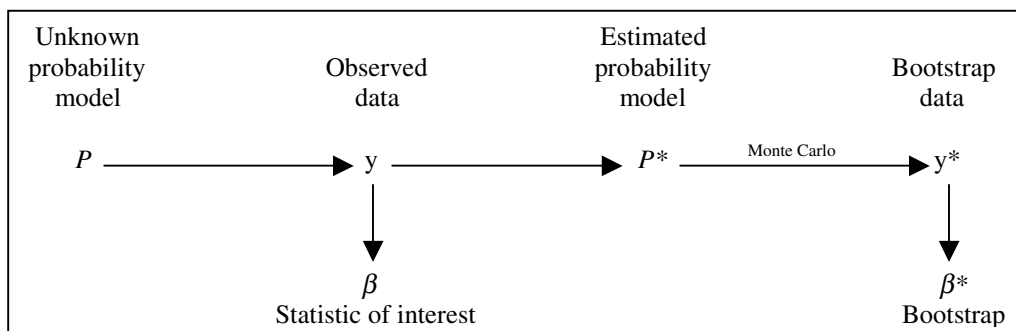 Unknown
probability
model
Observed
data
Estimated
probability
model
Bootstrap
data
P
y
P*
Monte Carlo
y*
β
Statistic of interest
β*
Bootstrap